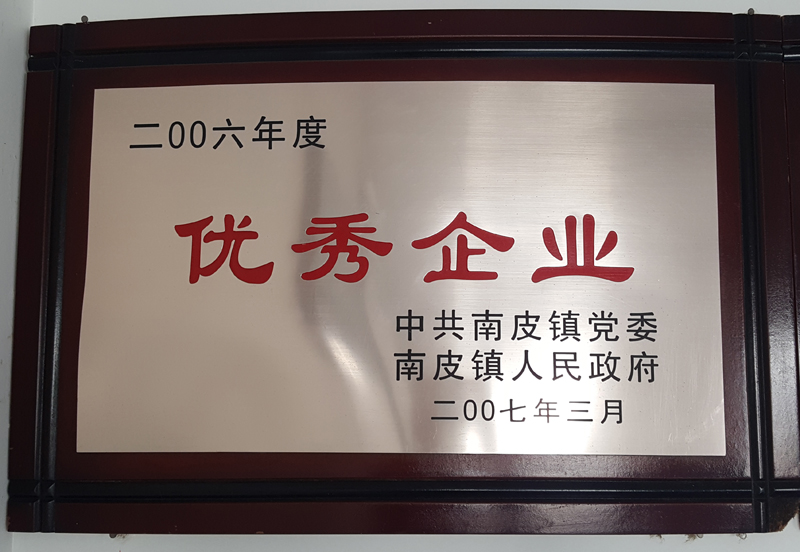 二00六年度
优秀企业
中共南皮镇党委
南皮镇人民政府
二00七年三月